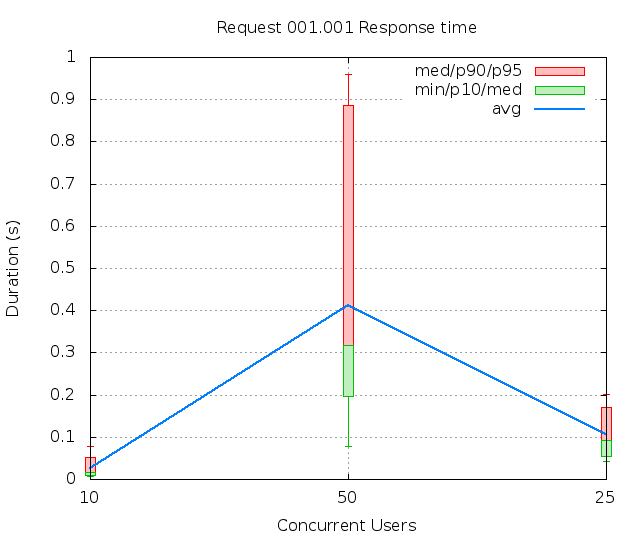 Request 001.001 Response time
med/p90/p95
min/p10/med
avg
1
0.9
0.8
0.7
0.6
0.5
0.4
0.3
0.2
0.1
0
Duration (s)
10 50 25
Concurrent Users